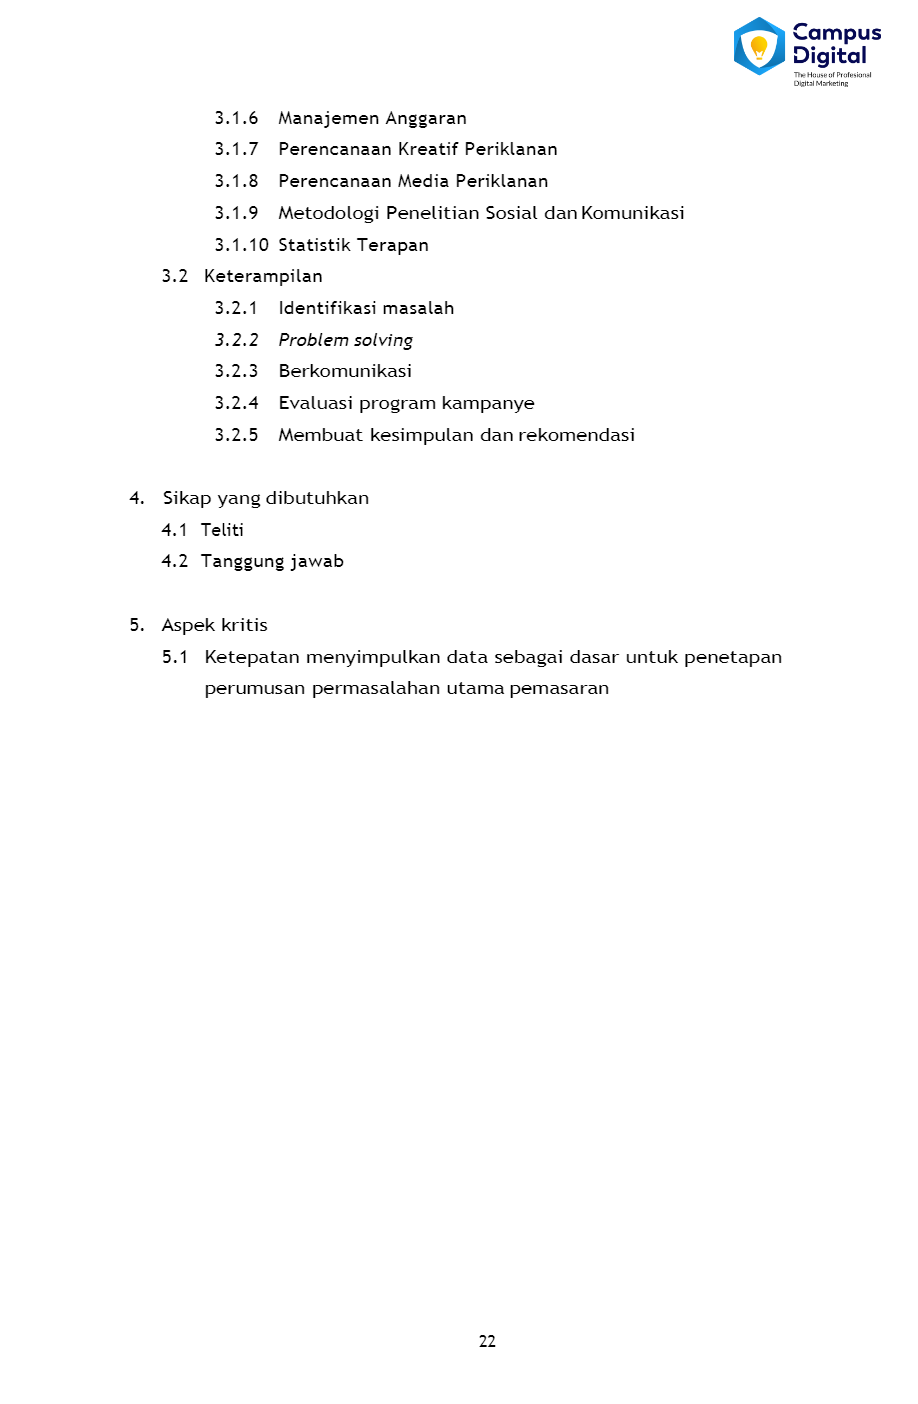 Campus
Digital
The House of Profesional
Digital Marketing
3.1.6 Manajemen Anggaran
3.1.7 Perencanaan Kreatif Periklanan
3.1.8 Perencanaan Media Periklanan
3.1.9 Metodologi Penelitian Sosial dan Komunikasi
3.1.10 Statistik Terapan
3.2 Keterampilan
3.2.1 Identifikasi masalah
3.2.2 Problem solving
3.2.3 Berkomunikasi
3.2.4 Evaluasi program kampanye
3.2.5 Membuat kesimpulan dan rekomendasi
4. Sikap yang dibutuhkan
4.1 Teliti
4.2 Tanggung jawab
5. Aspek kritis
5.1 Ketepatan menyimpulkan data sebagai dasar untuk penetapan
perumusan permasalahan utama pemasaran
22